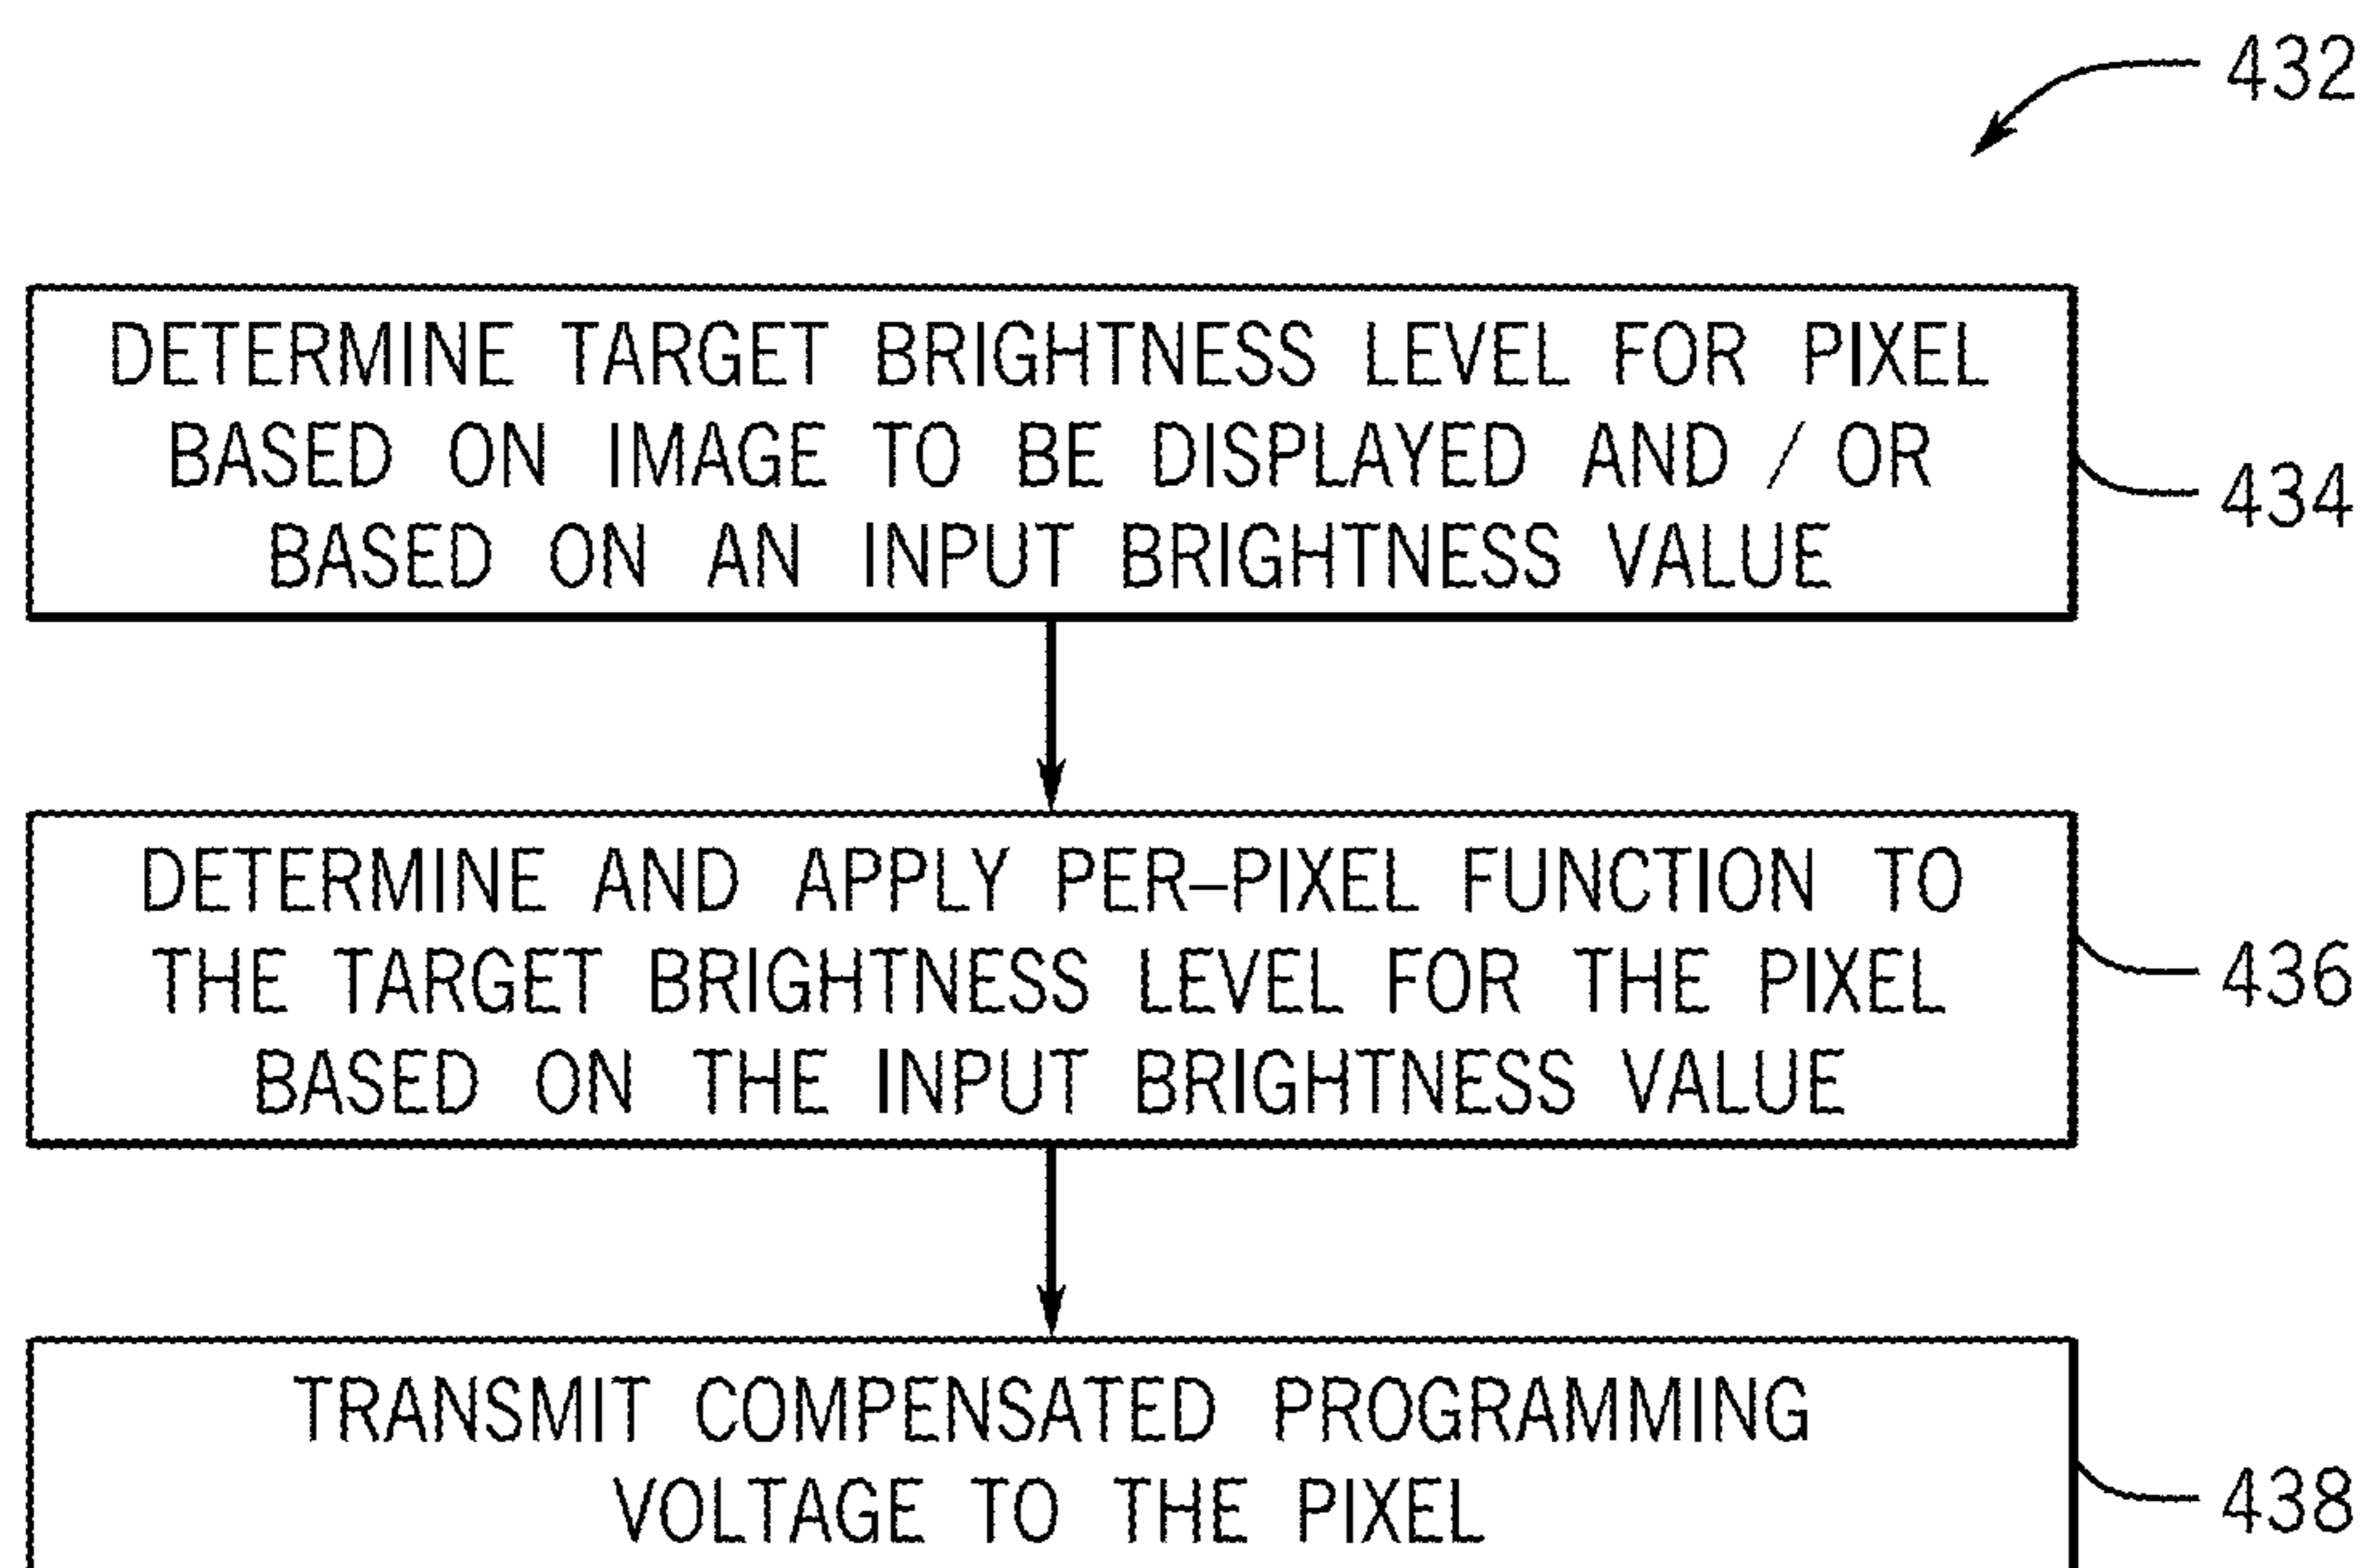 432
DETERMINE TARGET BRIGHTNESS LEVEL FOR PIXEL
BASED ON IMAGE TO BE DISPLAYED AND / OR
BASED ON AN INPUT BRIGHTNESS VALUE
434
DETERMINE AND APPLY PER–PIXEL FUNCTION TO
THE TARGET BRIGHTNESS LEVEL FOR THE PIXEL
BASED ON THE INPUT BRIGHTNESS VALUE
436
TRANSMIT COMPENSATED PROGRAMMING
VOLTAGE TO THE PIXEL
438